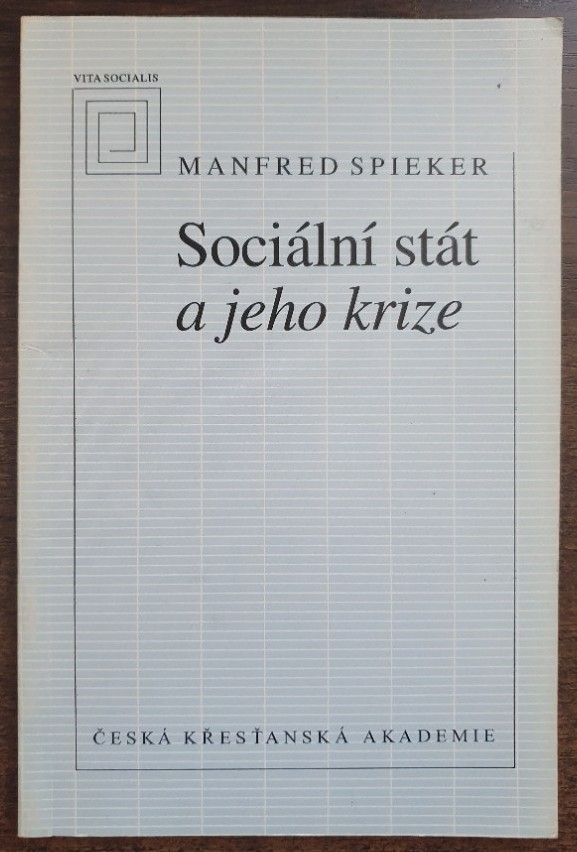 VITA SOCIALIS
MANFRED SPIEKER
Sociální stát
a jeho krize
ČESKÁ KŘESŤANSKÁ AKADEMIE